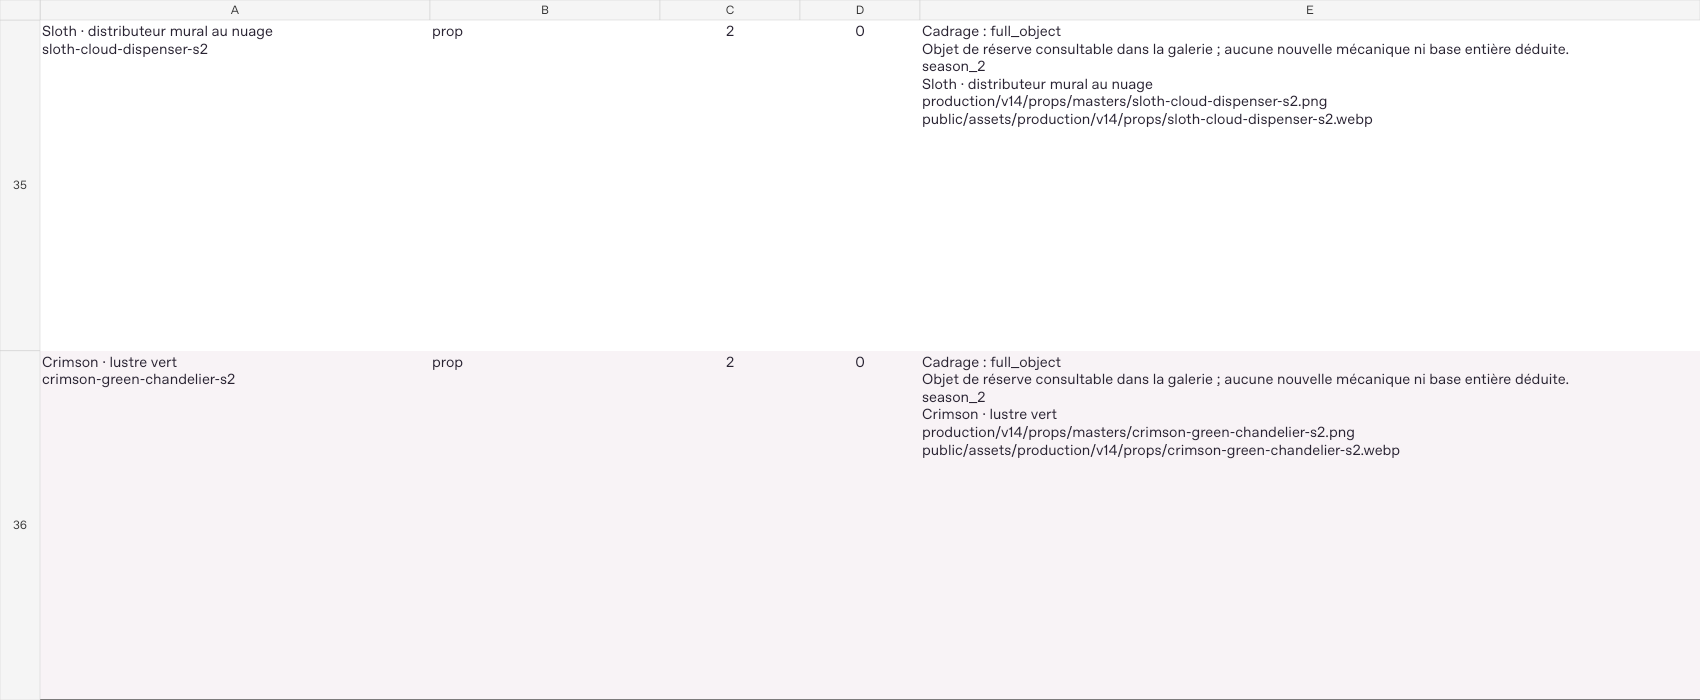 A B C D E
35
Sloth · distributeur mural au nuage
sloth-cloud-dispenser-s2
prop
2
0
Cadrage : full_object
Objet de réserve consultable dans la galerie ; aucune nouvelle mécanique ni base entière déduite.
season_2
Sloth · distributeur mural au nuage
production/v14/props/masters/sloth-cloud-dispenser-s2.png
public/assets/production/v14/props/sloth-cloud-dispenser-s2.webp
36
Crimson · lustre vert
crimson-green-chandelier-s2
prop
2
0
Cadrage : full_object
Objet de réserve consultable dans la galerie ; aucune nouvelle mécanique ni base entière déduite.
season_2
Crimson · lustre vert
production/v14/props/masters/crimson-green-chandelier-s2.png
public/assets/production/v14/props/crimson-green-chandelier-s2.webp